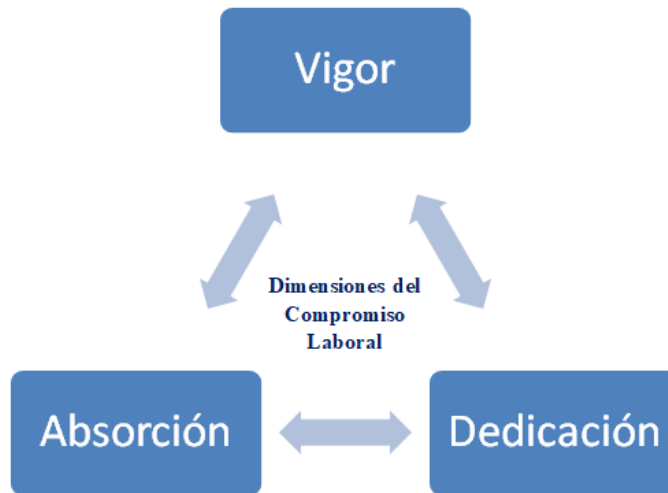 Vigor
Dimensiones del
Compromiso
Laboral
Absorción
Dedicación